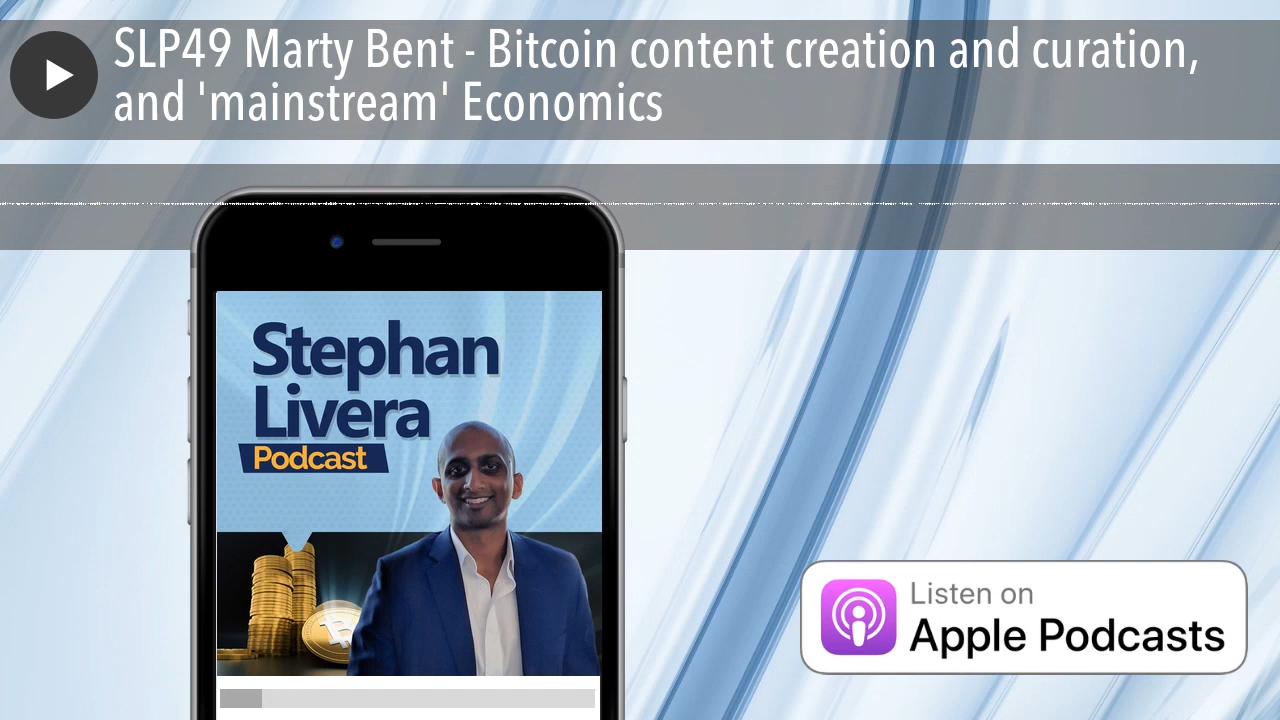 SLP49 Marty Bent - Bitcoin content creation and curation,
and 'mainstream' Economics
Stephan
Livera
Podcast
Listen on
Apple Podcasts